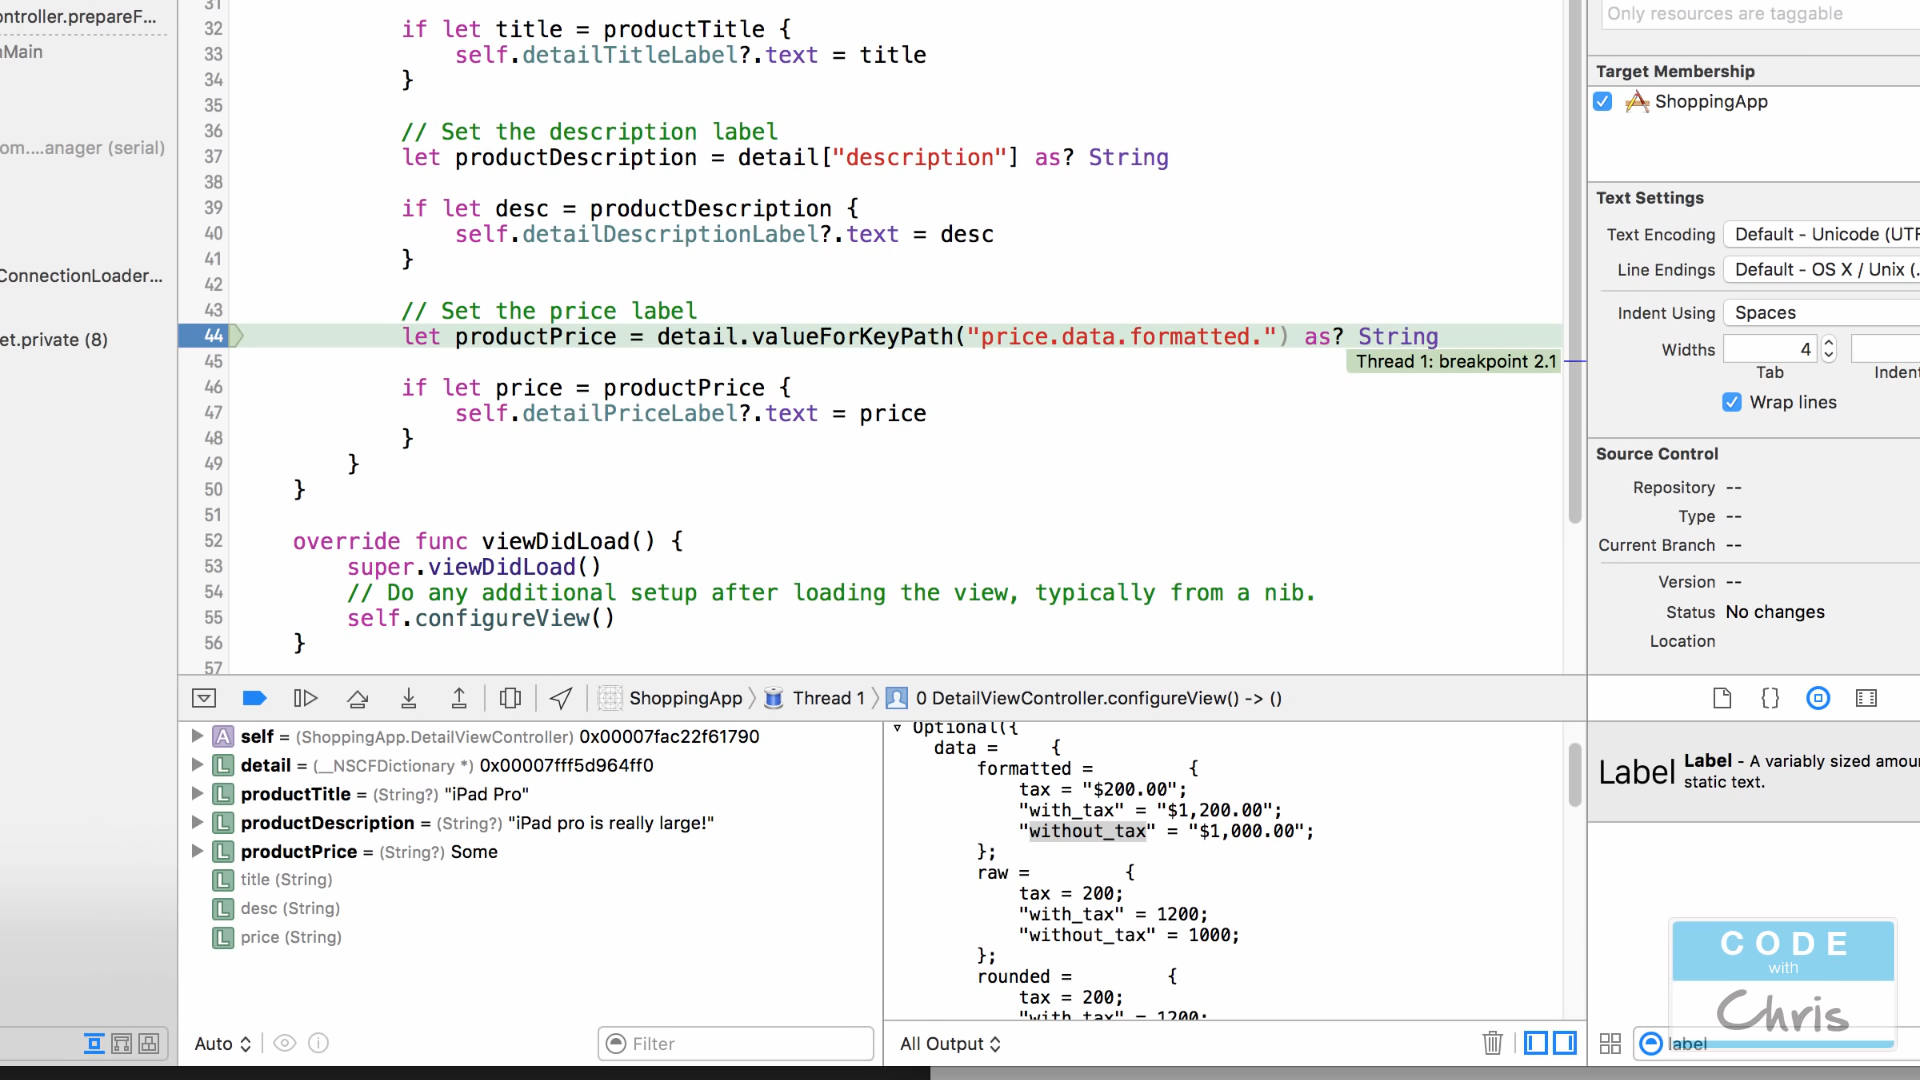 ontroller.prepareF...
nMain
om....anager (serial)
ConnectionLoader...
et.private (8)
31
32 if let title = productTitle {
33 self.detailTitleLabel?.text = title
34 }
35
36 // Set the description label
37 let productDescription = detail["description"] as? String
38
39 if let desc = productDescription {
40 self.detailDescriptionLabel?.text = desc
41 }
42
43 // Set the price label
44 let productPrice = detail.valueForKeyPath("price.data.formatted.") as? String
Thread 1: breakpoint 2.1
45
46 if let price = productPrice {
47 self.detailPriceLabel?.text = price
48 }
49 }
50 }
51
52 override func viewDidLoad() {
53 super.viewDidLoad()
54 // Do any additional setup after loading the view, typically from a nib.
55 self.configureView()
56 }
57
Only resources are taggable
Target Membership
ShoppingApp
Text Settings
Text Encoding Default - Unicode (UTF
Line Endings Default - OS X / Unix (.
Indent Using Spaces
Widths 4
Tab Indent
Wrap lines
Source Control
Repository --
Type --
Current Branch --
Version --
Status No changes
Location
ShoppingApp Thread 1 0 DetailViewController.configureView() -> ()
A self = (ShoppingApp.DetailViewController) 0x00007fac22f61790
L detail = (__NSCFDictionary *) 0x00007fff5d964ff0
L productTitle = (String?) "iPad Pro"
L productDescription = (String?) "iPad pro is really large!"
L productPrice = (String?) Some
L title (String)
L desc (String)
L price (String)
Auto Filter
Optional({
data = {
formatted = {
tax = "$200.00";
"with_tax" = "$1,200.00";
"without_tax" = "$1,000.00";
};
raw = {
tax = 200;
"with_tax" = 1200;
"without_tax" = 1000;
};
rounded = {
tax = 200;
"with_tax" = 1200;
All Output
Label Label - A variably sized amou
static text.
CODE
with
Chris
label